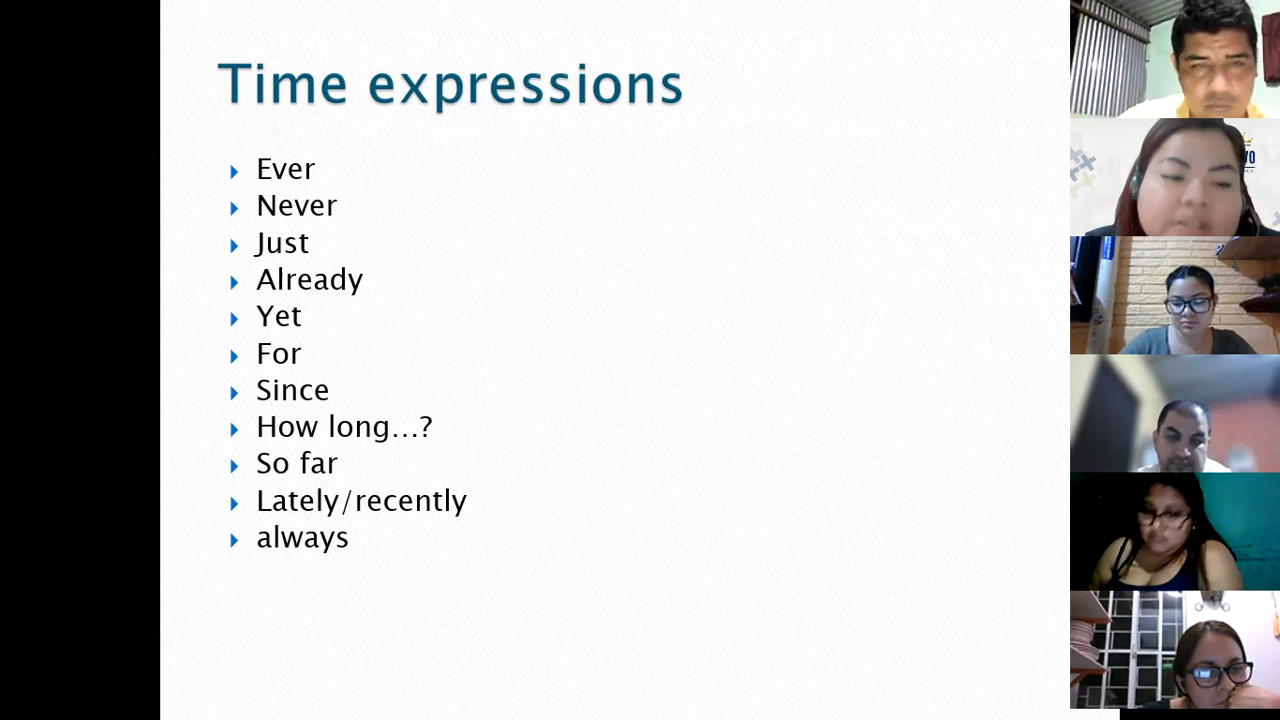 Time expressions
Ever
Never
Just
Already
Yet
For
Since
How long...?
So far
Lately/recently
always